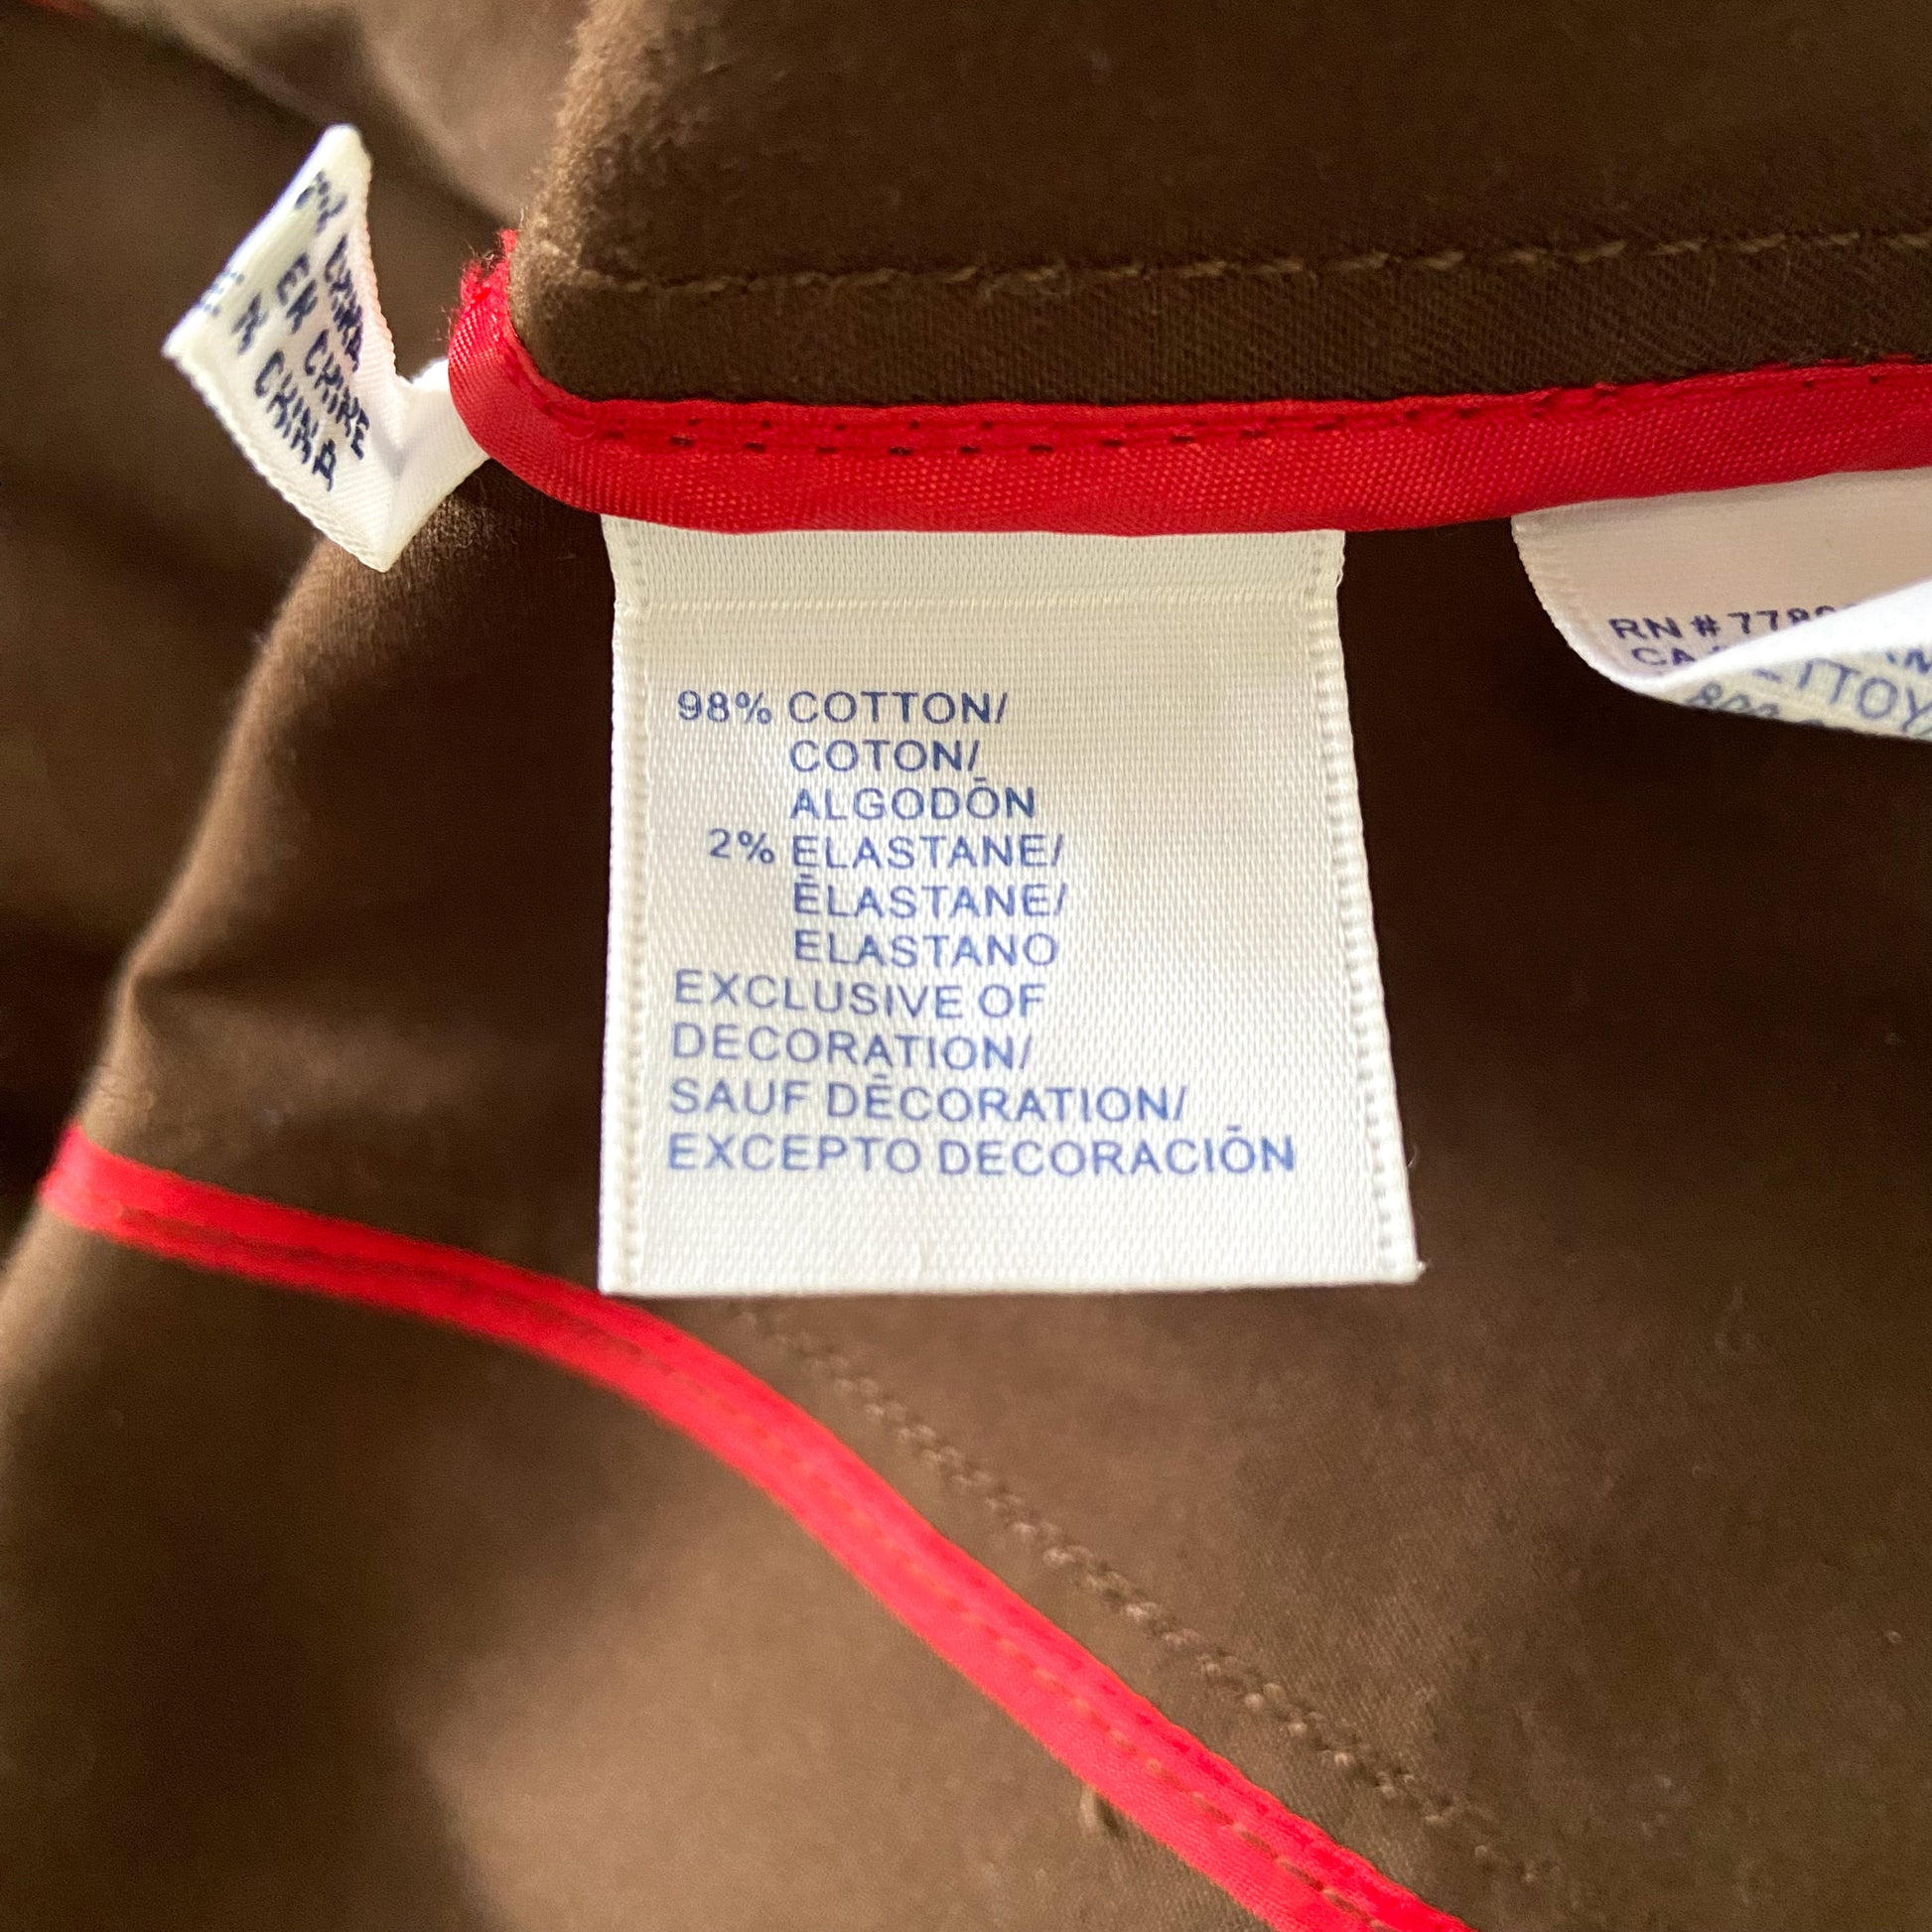 CHINA
EN CHINE
N CHINA
98% COTTON/
COTON/
ALGODÓN
2% ELASTANE/
ÉLASTANE/
ELASTANO
EXCLUSIVE OF
DECORATION/
SAUF DÉCORATION/
EXCEPTO DECORACIÓN
RN#